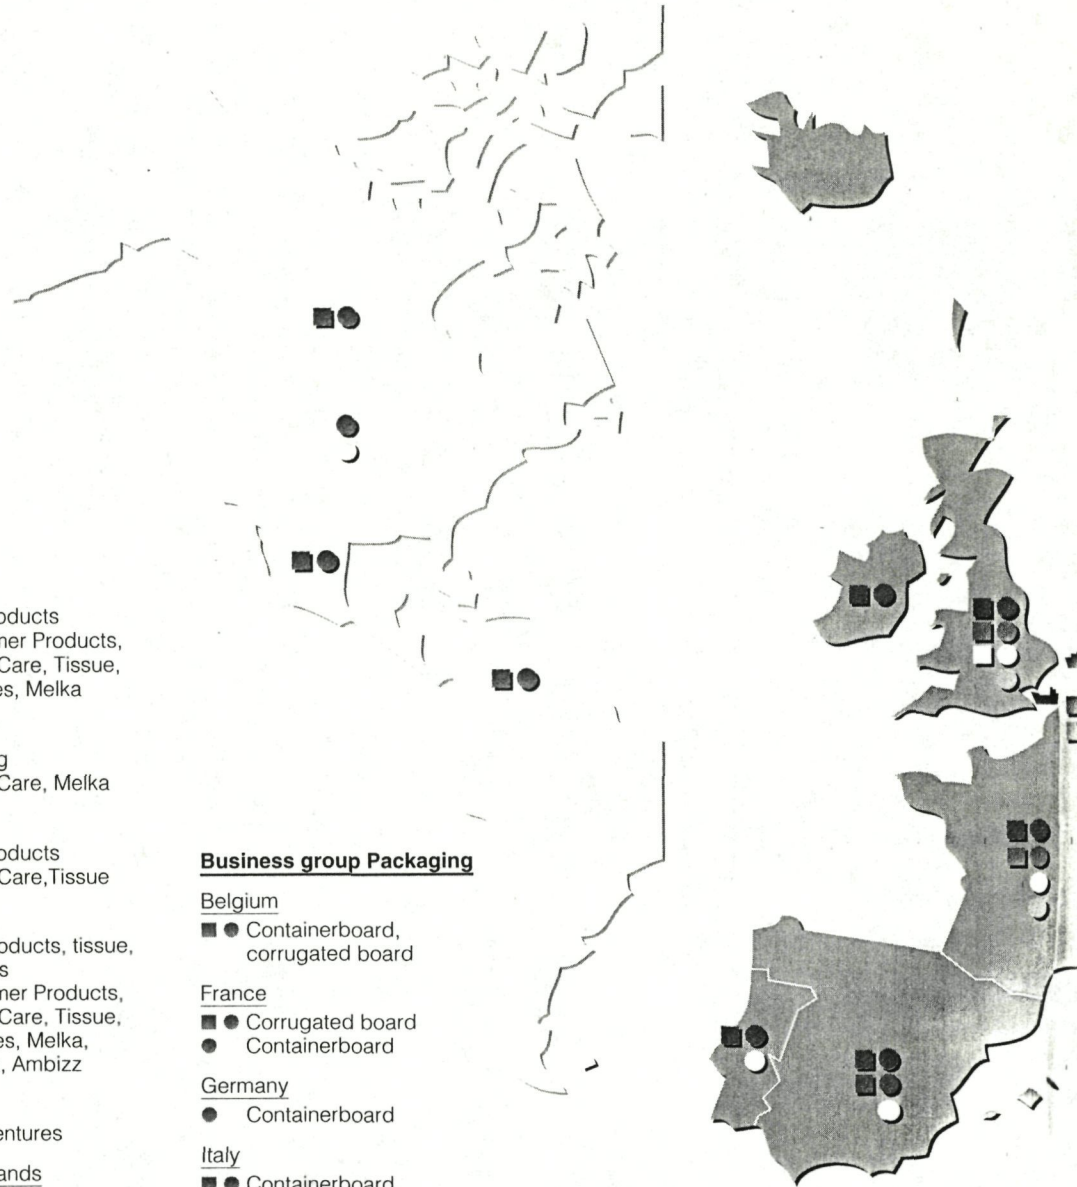 oducts
ner Products,
Care, Tissue,
es, Melka
g
Care, Melka
oducts
Care,Tissue
oducts, tissue,
s
ner Products,
Care, Tissue,
es, Melka,
, Ambizz
entures
ands
Business group Packaging
Belgium
Containerboard,
corrugated board
France
Corrugated board
Containerboard
Germany
Containerboard
Italy
Containerboard